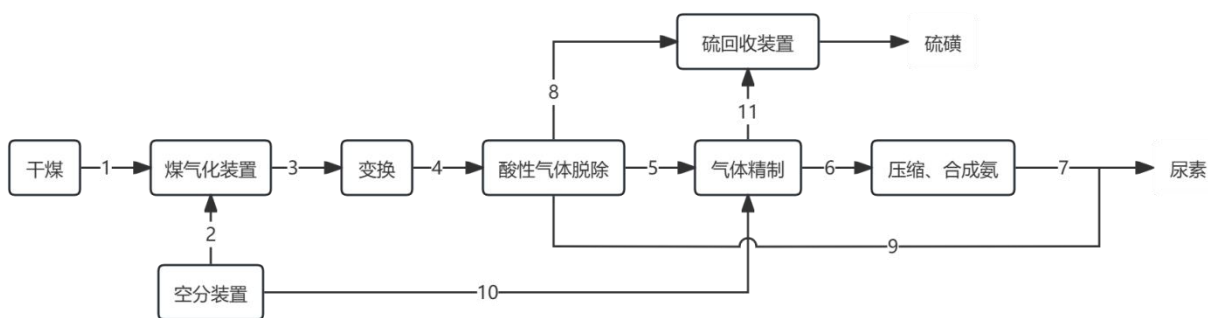 硫回收装置
硫磺
8
11
干煤
1
煤气化装置
3
变换
4
酸性气体脱除
5
气体精制
6
压缩、合成氨
7
尿素
2
9
空分装置
10